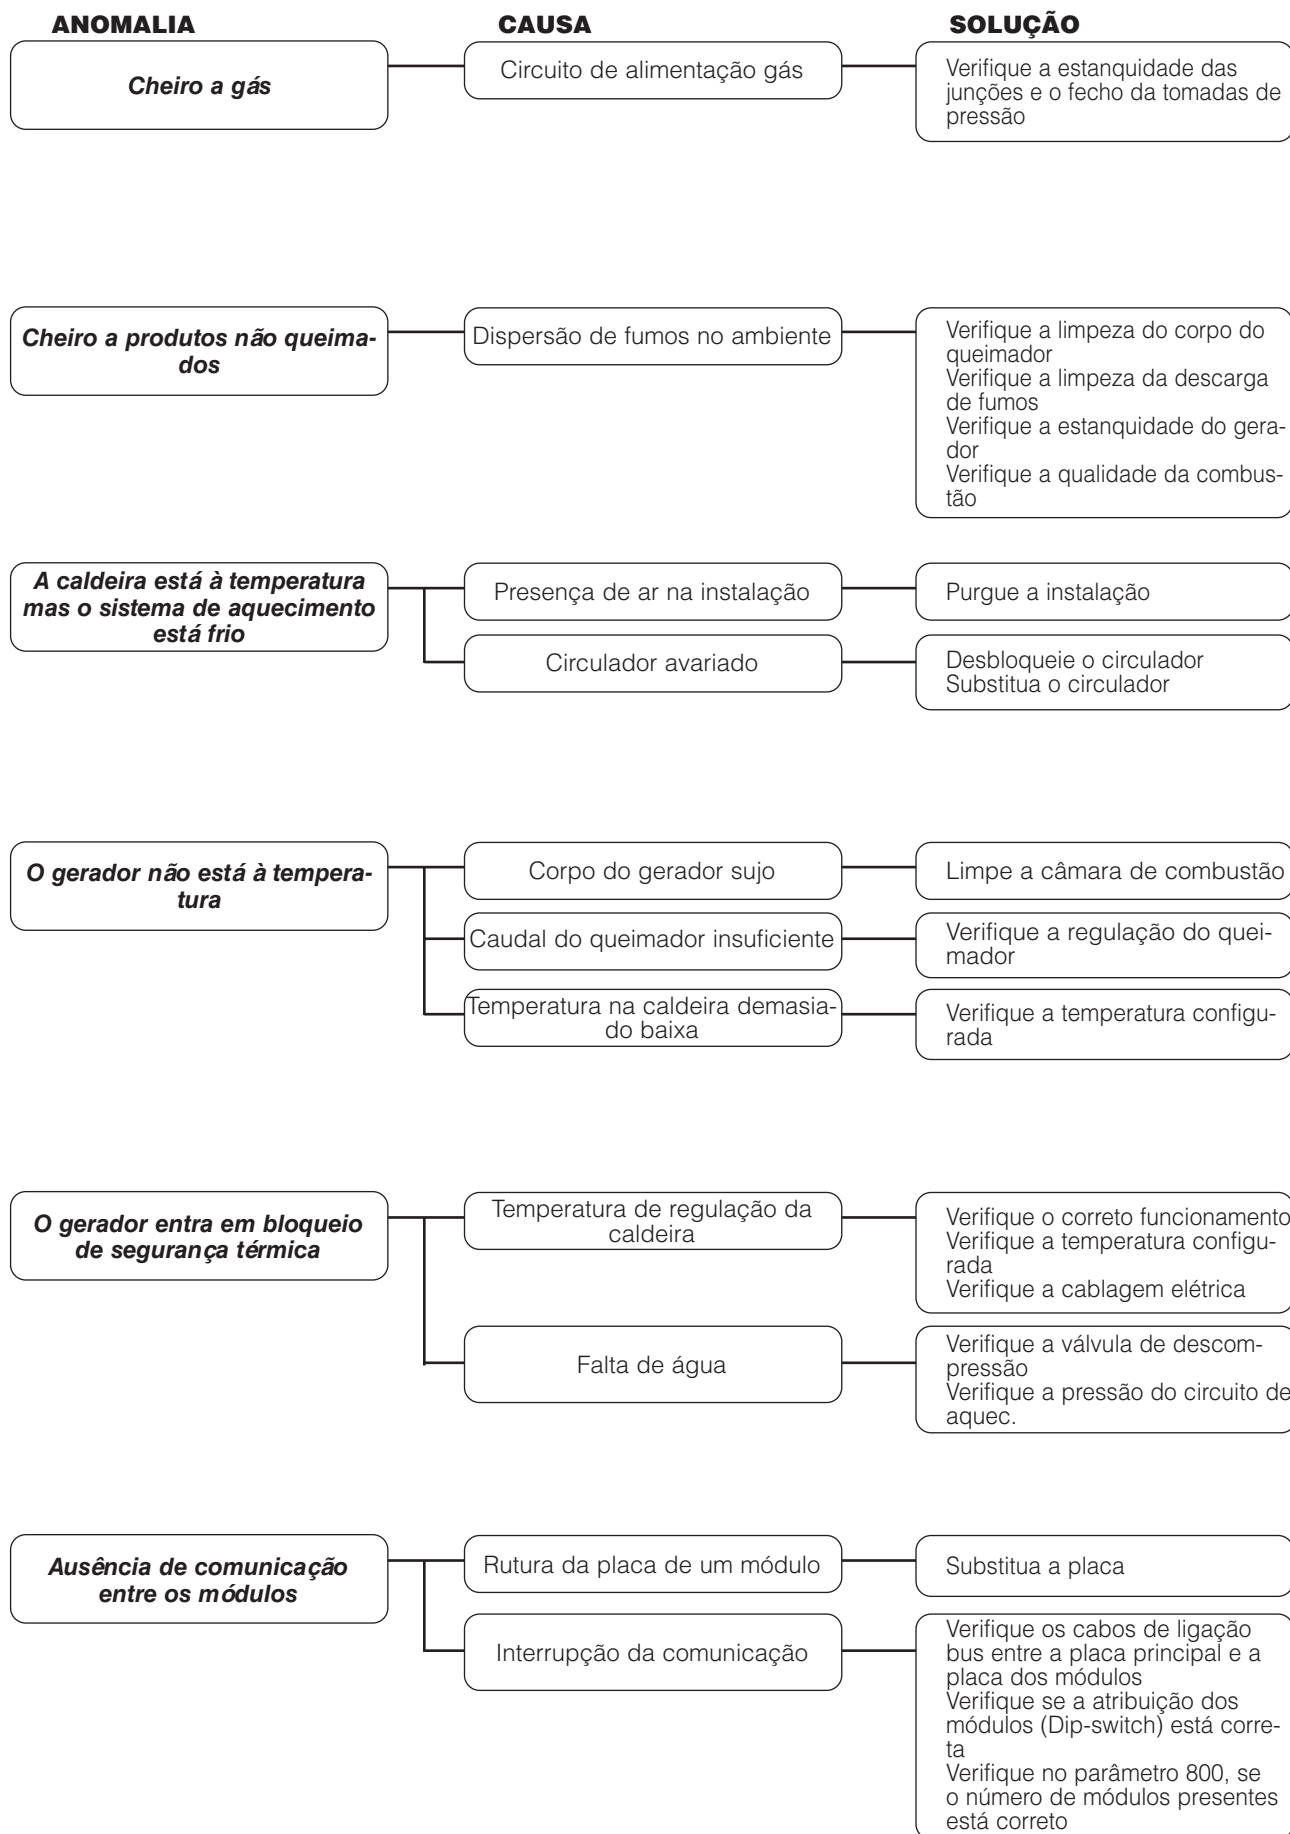 ANOMALIA
CAUSA
SOLUÇÃO
Cheiro a gás
Circuito de alimentação gás
Verifique a estanquidade das
junções e o fecho da tomadas de
pressão
Cheiro a produtos não queima-
dos
Dispersão de fumos no ambiente
Verifique a limpeza do corpo do
queimador
Verifique a limpeza da descarga
de fumos
Verifique a estanquidade do gera-
dor
Verifique a qualidade da combus-
tão
A caldeira está à temperatura
mas o sistema de aquecimento
está frio
Presença de ar na instalação
Purgue a instalação
Circulador avariado
Desbloqueie o circulador
Substitua o circulador
O gerador não está à tempera-
tura
Corpo do gerador sujo
Limpe a câmara de combustão
Caudal do queimador insuficiente
Verifique a regulação do quei-
mador
Temperatura na caldeira demasia-
do baixa
Verifique a temperatura configu-
rada
O gerador entra em bloqueio
de segurança térmica
Temperatura de regulação da
caldeira
Verifique o correto funcionamento
Verifique a temperatura configu-
rada
Verifique a cablagem elétrica
Falta de água
Verifique a válvula de descom-
pressão
Verifique a pressão do circuito de
aquec.
Ausência de comunicação
entre os módulos
Rutura da placa de um módulo
Substitua a placa
Interrupção da comunicação
Verifique os cabos de ligação
bus entre a placa principal e a
placa dos módulos
Verifique se a atribuição dos
módulos (Dip-switch) está corre-
ta
Verifique no parâmetro 800, se
o número de módulos presentes
está correto